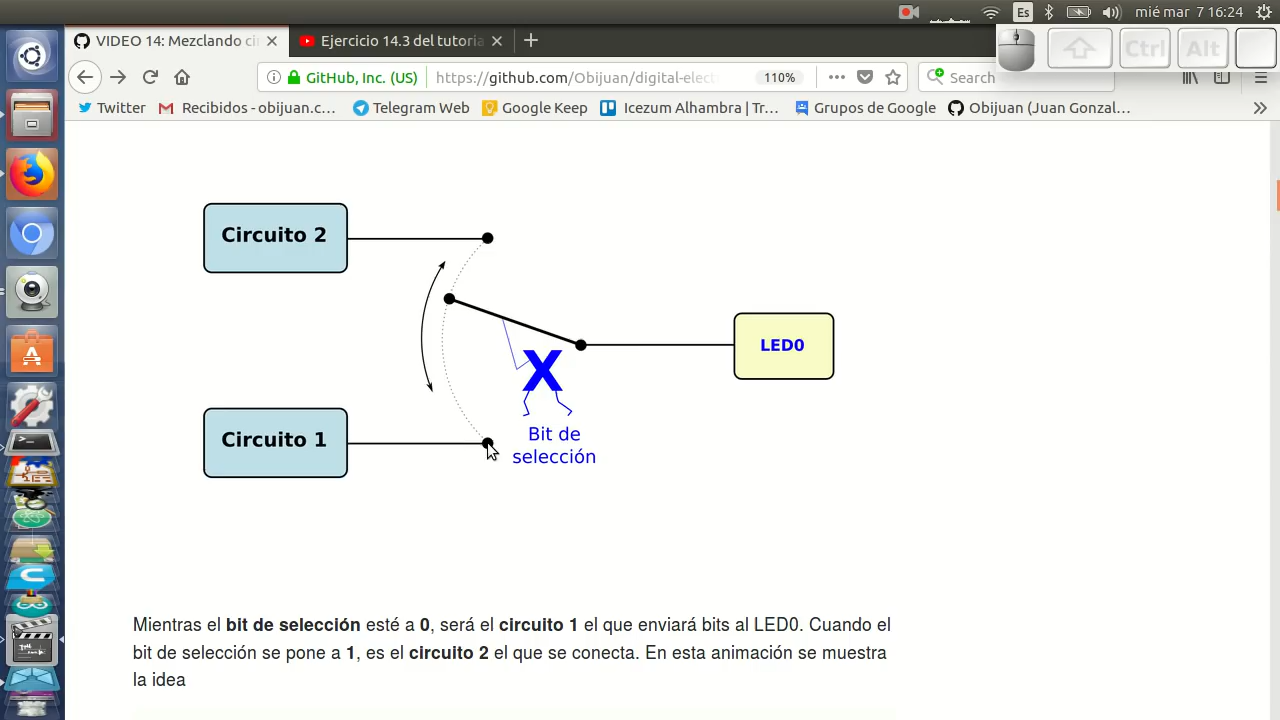 Es
mié mar 7 16:24
VIDEO 14: Mezclando ci
Ejercicio 14.3 del tutoria
Ctrl
Alt
GitHub, Inc. (US)
https://github.com/Obijuan/digital-elect
110%
Search
Twitter
Recibidos - obijuan.c…
Telegram Web
Google Keep
Icezum Alhambra | Tr…
Grupos de Google
Obijuan (Juan Gonzal…
Circuito 2
LED0
X
Bit de
selección
Circuito 1
Mientras el bit de selección esté a 0, será el circuito 1 el que enviará bits al LED0. Cuando el
bit de selección se pone a 1, es el circuito 2 el que se conecta. En esta animación se muestra
la idea